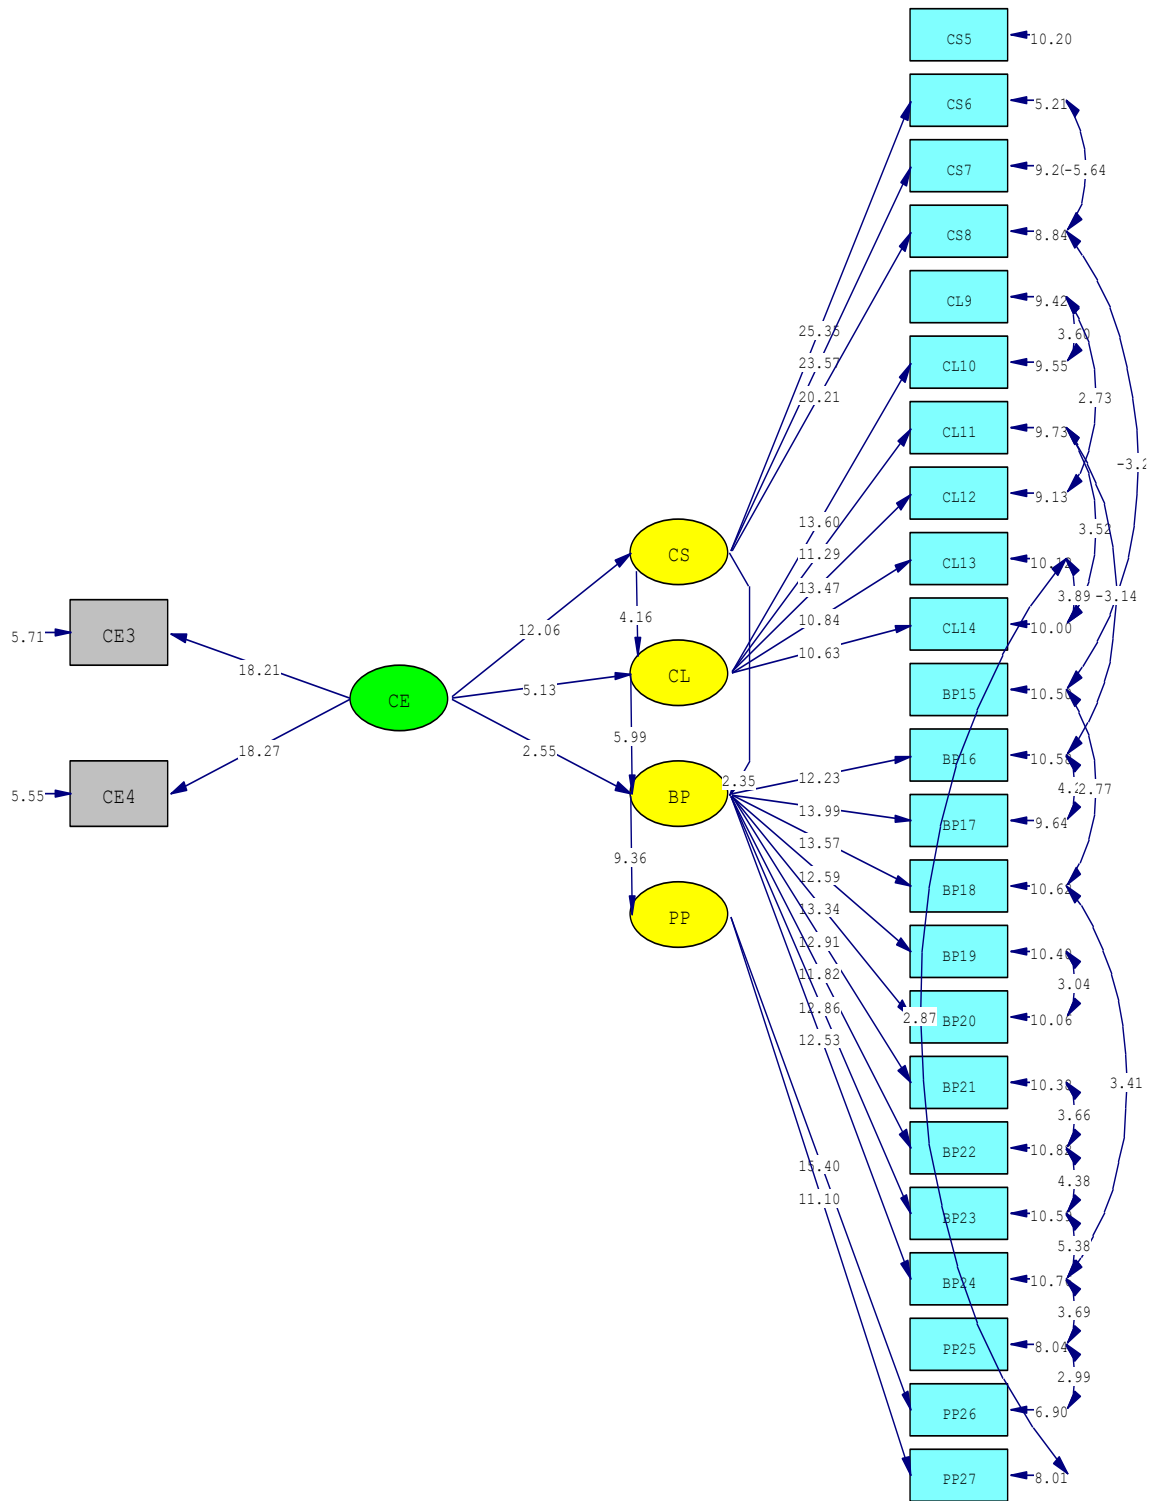 CS5 10.20
CS6 5.21
CS7 9.20 -5.64
CS8 8.84
CL9 9.42
25.35 3.60
23.57 CL10 9.55
20.21 2.73
CL11 9.73
-3.2
CL12 9.13
13.60 3.52
11.29 CS
13.47 CL13
4.16 3.89 -3.14
10.84
5.71 CE3 12.06 CL14 10.00
10.63
18.21 CL
5.13 BP15
CE
5.99
18.27 2.55 BP16
2.35 12.23 2.77
5.55 CE4 BP
13.99 BP17 9.64
13.57
9.36 12.59 BP18
13.34
PP
12.91 BP19
11.82 3.04
12.86 2.87 BP20 10.06
12.53
BP21
3.41
3.66
BP22
15.40 4.38
11.10 BP23
5.38
BP24
3.69
PP25 8.04
2.99
PP26 6.90
PP27 8.01